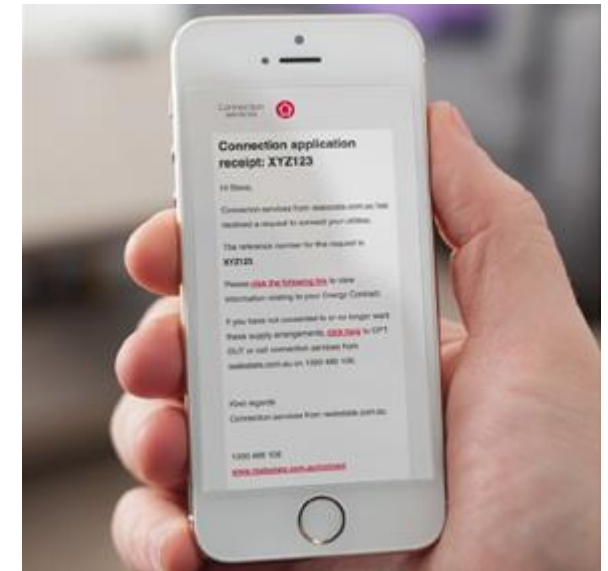 Connection
services
Connection application
receipt: XYZ123
Hi Steve,
Connection services from realestate.com.au has
received a request to connect your utilities.
The reference number for this request is
XYZ123.
Please click the following link to view
information relating to your Energy Contract.
If you have not consented to or no longer want
these supply arrangements, click here to OPT
OUT or call connection services from
realestate.com.au on 1300
Kind regards
Connection services from realestate.com.au
1300